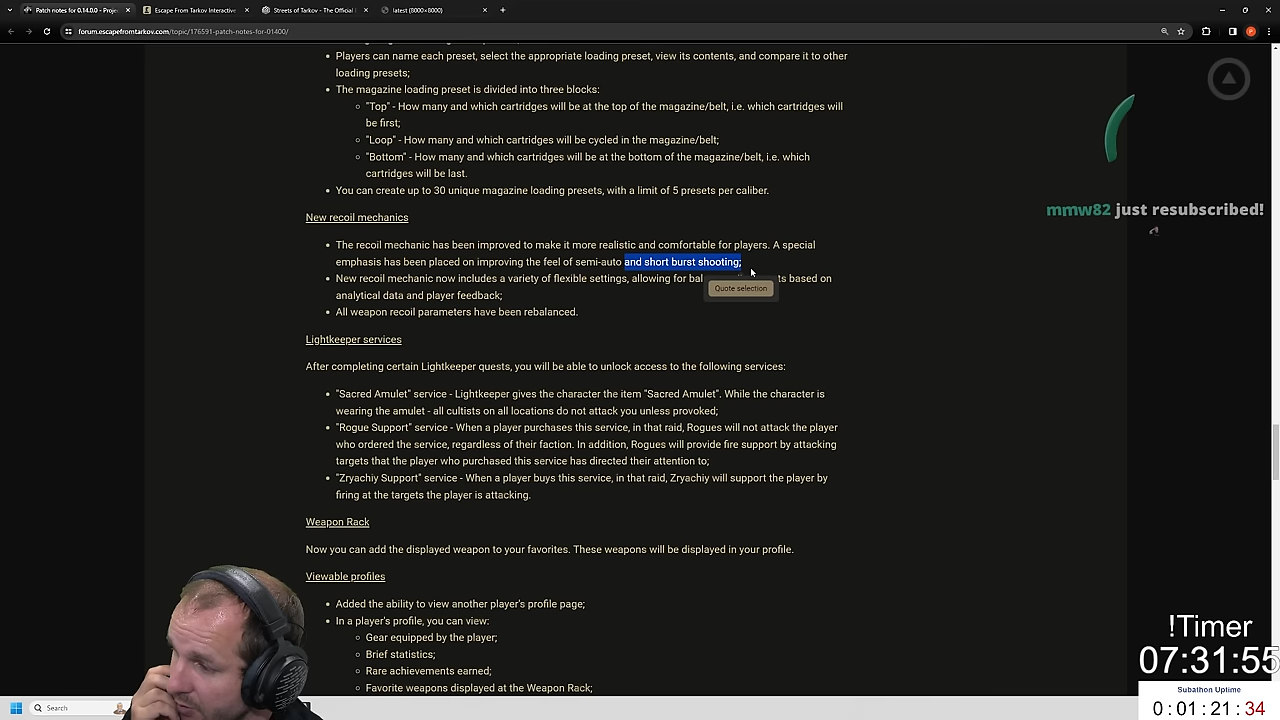 Patch notes for 0.14.0.0 - Proje
Escape From Tarkov Interactive
Streets of Tarkov - The Official
latest (8000×8000)
forum.escapefromtarkov.com/topic/176591-patch-notes-for-01400/
Players can name each preset, select the appropriate loading preset, view its contents, and compare it to other
loading presets;
The magazine loading preset is divided into three blocks:
"Top" - How many and which cartridges will be at the top of the magazine/belt, i.e. which cartridges will
be first;
"Loop" - How many and which cartridges will be cycled in the magazine/belt;
"Bottom" - How many and which cartridges will be at the bottom of the magazine/belt, i.e. which
cartridges will be last.
You can create up to 30 unique magazine loading presets, with a limit of 5 presets per caliber.
mmw82 just resubscribed!
New recoil mechanics
The recoil mechanic has been improved to make it more realistic and comfortable for players. A special
emphasis has been placed on improving the feel of semi-auto and short burst shooting;
New recoil mechanic now includes a variety of flexible settings, allowing for bal ts based on
Quote selection
analytical data and player feedback;
All weapon recoil parameters have been rebalanced.
Lightkeeper services
After completing certain Lightkeeper quests, you will be able to unlock access to the following services:
"Sacred Amulet" service - Lightkeeper gives the character the item "Sacred Amulet". While the character is
wearing the amulet - all cultists on all locations do not attack you unless provoked;
"Rogue Support" service - When a player purchases this service, in that raid, Rogues will not attack the player
who ordered the service, regardless of their faction. In addition, Rogues will provide fire support by attacking
targets that the player who purchased this service has directed their attention to;
"Zryachiy Support" service - When a player buys this service, in that raid, Zryachiy will support the player by
firing at the targets the player is attacking.
Weapon Rack
Now you can add the displayed weapon to your favorites. These weapons will be displayed in your profile.
Viewable profiles
Added the ability to view another player's profile page;
In a player's profile, you can view:
Gear equipped by the player;
Brief statistics;
Rare achievements earned;
Favorite weapons displayed at the Weapon Rack;
!Timer
07:31:55
Subathon Uptime
0:01:21:34
Search